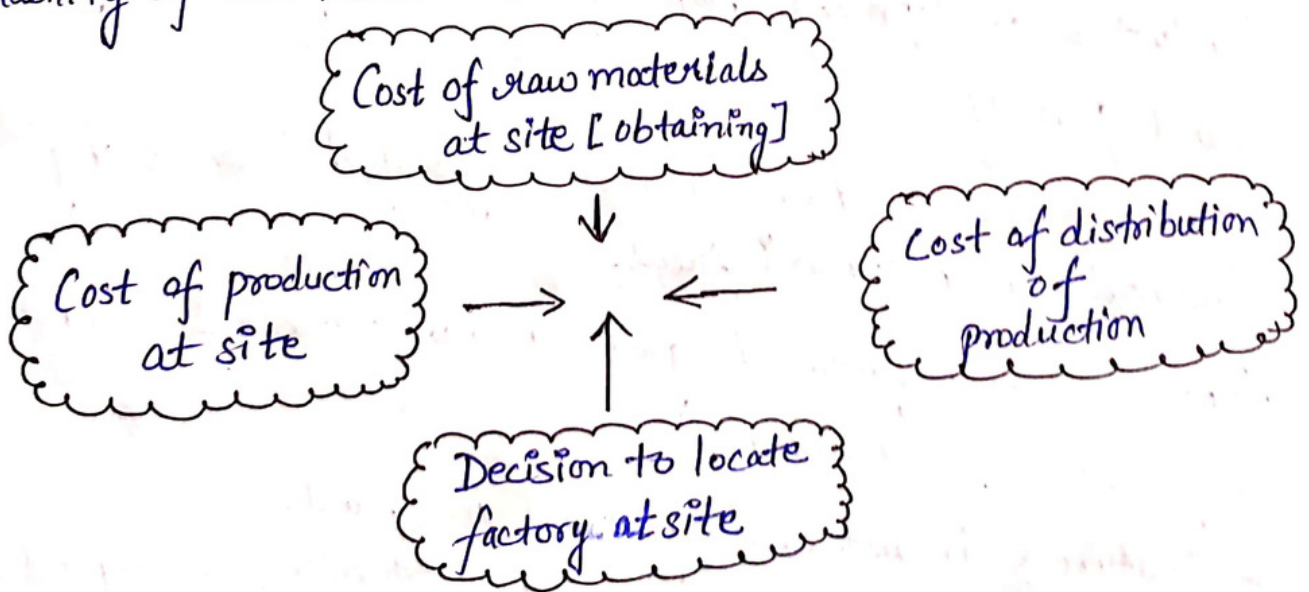 Cost of raw materials
at site [obtaining]
Cost of production
at site
Cost of distribution
of
production
Decision to locate
factory at site